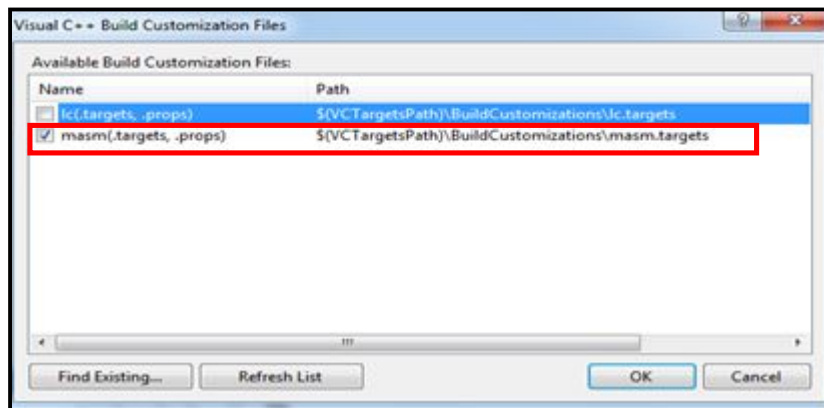 Visual C++ Build Customization Files
Available Build Customization Files:
Name Path
lc(.targets, .props) $(VCTargetsPath)\BuildCustomizations\lc.targets
masm(.targets, .props) $(VCTargetsPath)\BuildCustomizations\masm.targets
Find Existing... Refresh List OK Cancel